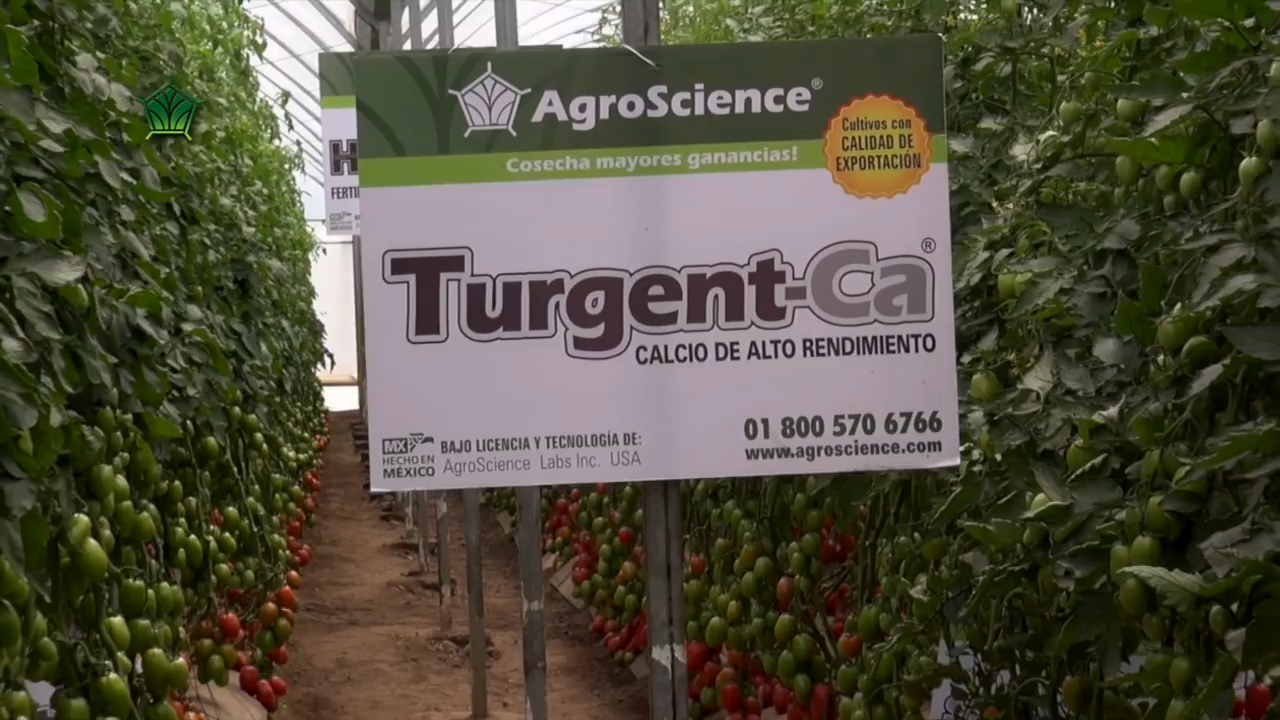 AgroScience®
Cosecha mayores ganancias!
Cultivos con
CALIDAD DE
EXPORTACIÓN
Turgent-Ca®
CALCIO DE ALTO RENDIMIENTO
MX
HECHO EN
MÉXICO
BAJO LICENCIA Y TECNOLOGÍA DE:
AgroScience Labs Inc. USA
01 800 570 6766
www.agroscience.com